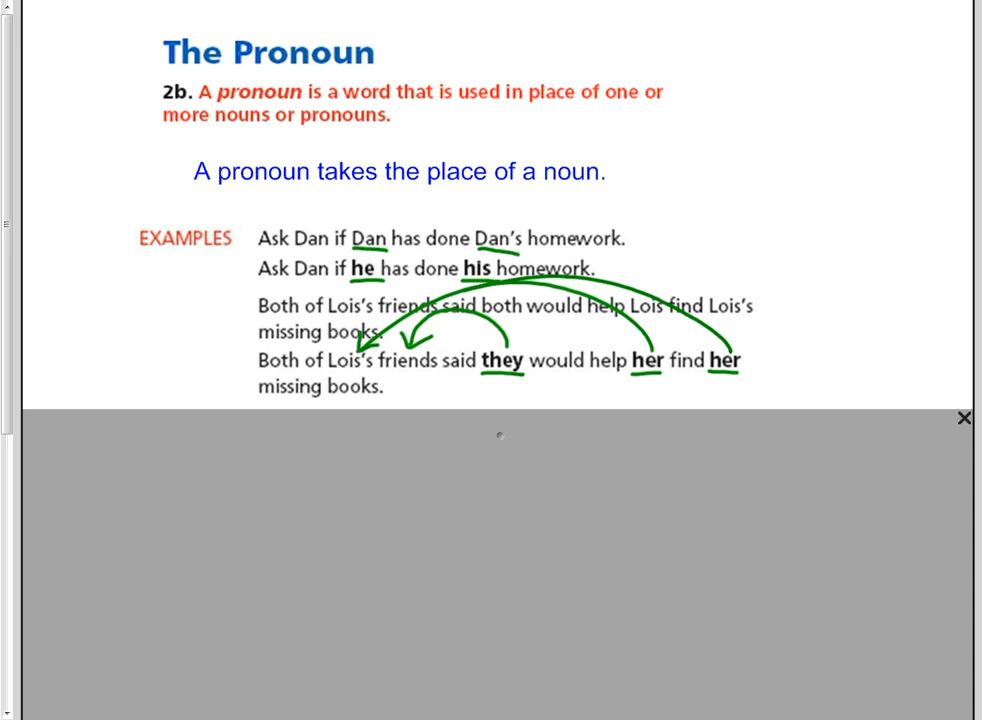 The Pronoun
2b. A pronoun is a word that is used in place of one or
more nouns or pronouns.
A pronoun takes the place of a noun.
EXAMPLES Ask Dan if Dan has done Dan's homework.
Ask Dan if he has done his homework.
Both of Lois's friends said both would help Lois find Lois's
missing books.
Both of Lois's friends said they would help her find her
missing books.